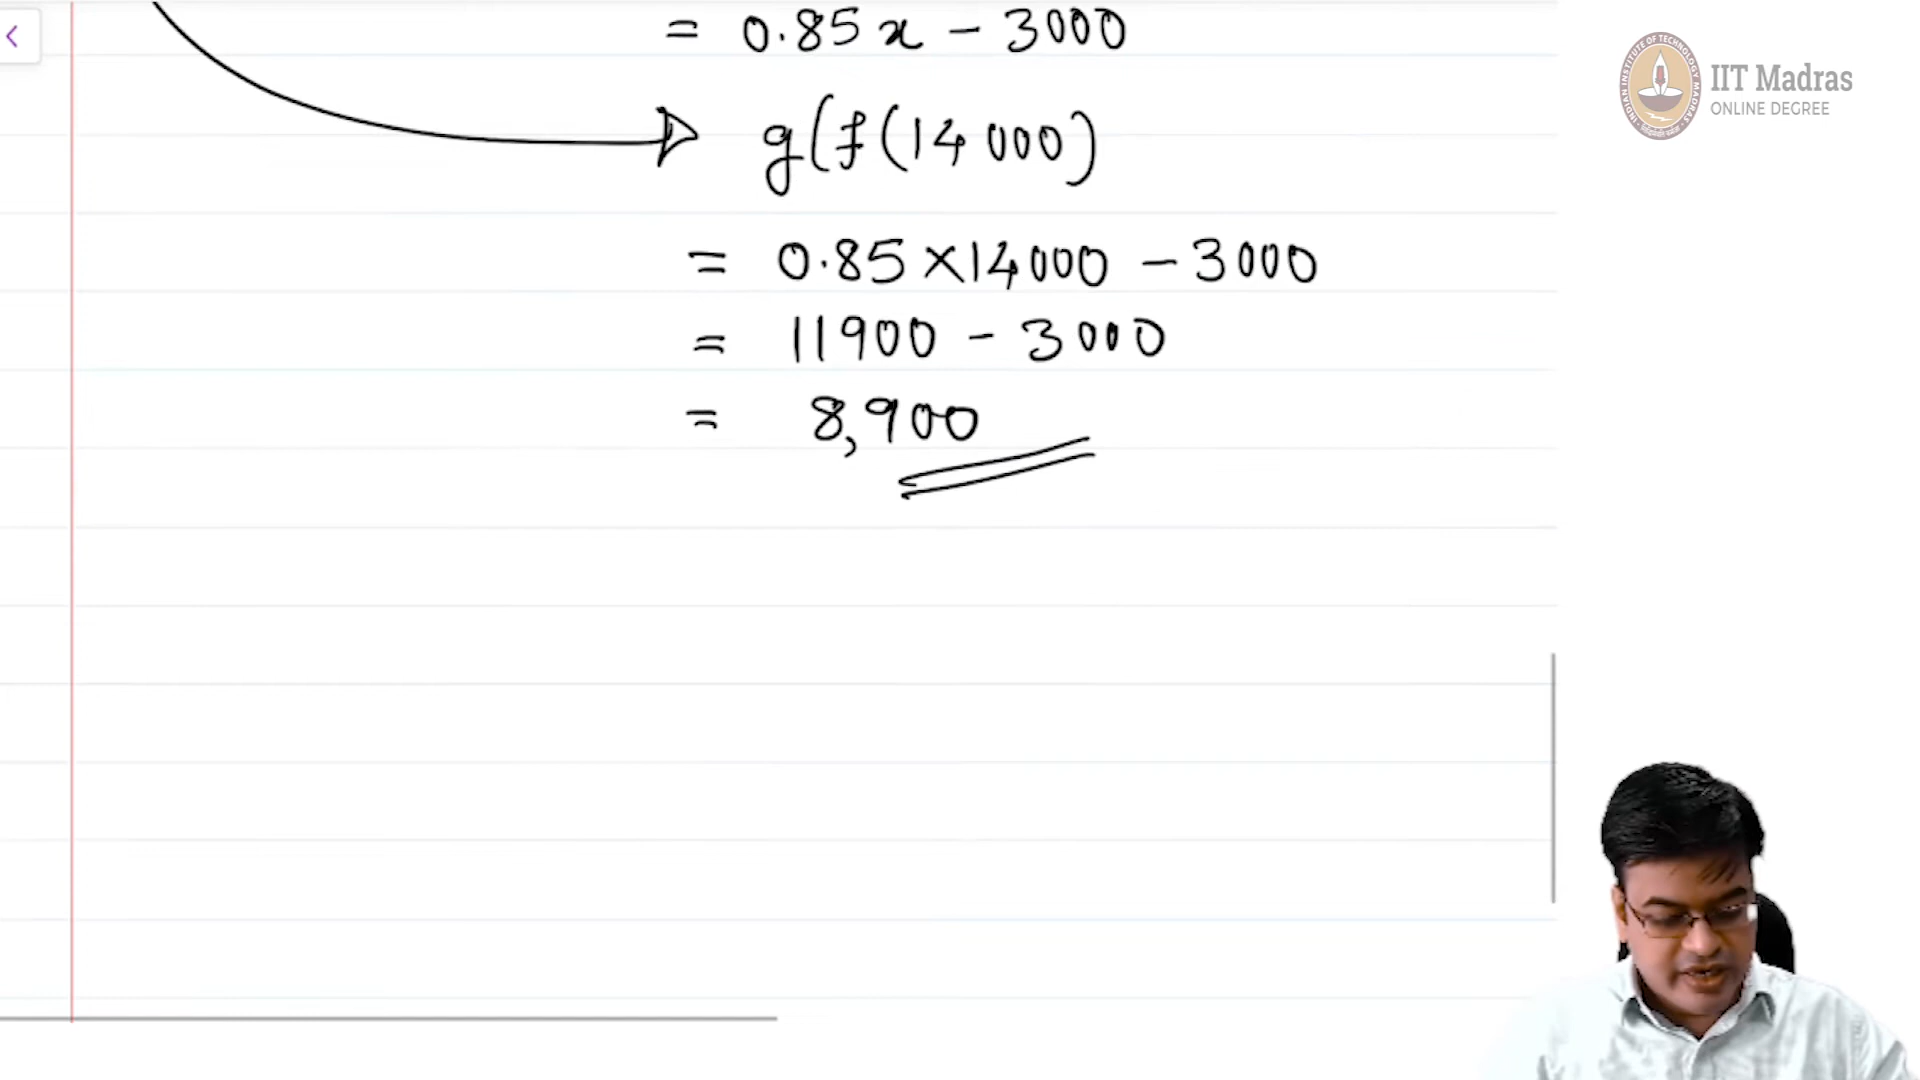 = 0.85x - 3000
g(f(14000)
= 0.85 × 14000 - 3000
= 11900 - 3000
= 8,900
IIT Madras
ONLINE DEGREE